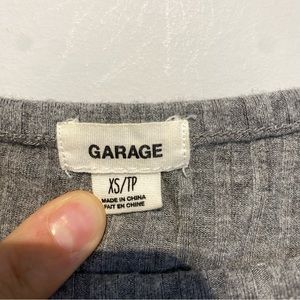 GARAGE
XS/TP
MADE IN CHINA
FAIT EN CHINE